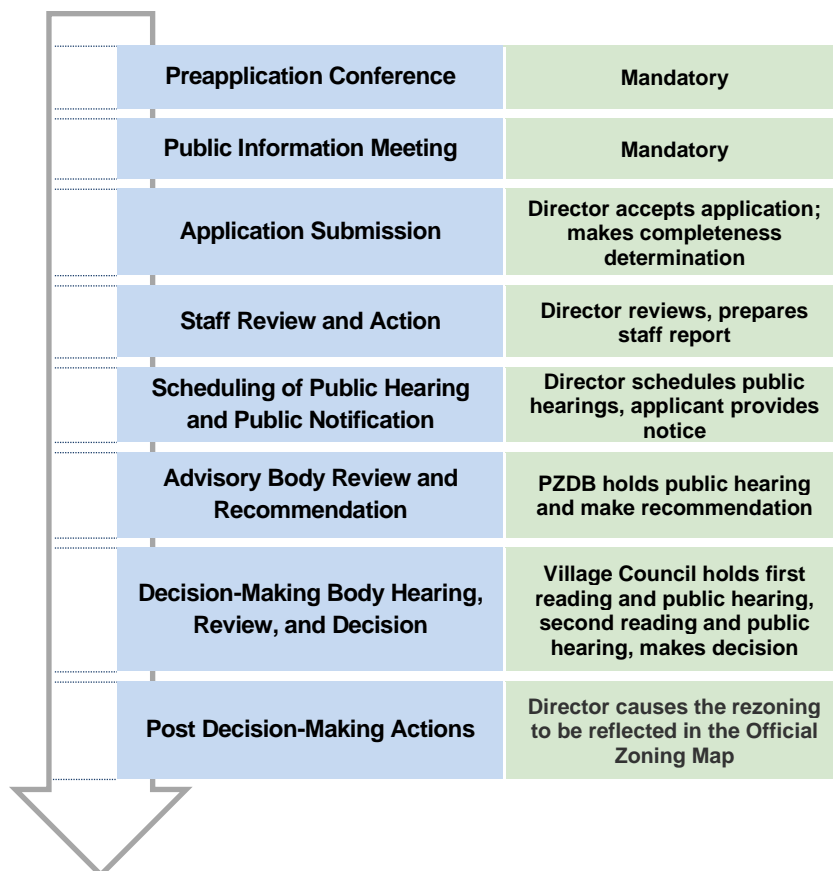 Preapplication Conference
Mandatory
Public Information Meeting
Mandatory
Application Submission
Director accepts application;
makes completeness
determination
Staff Review and Action
Director reviews, prepares
staff report
Scheduling of Public Hearing
and Public Notification
Director schedules public
hearings, applicant provides
notice
Advisory Body Review and
Recommendation
PZDB holds public hearing
and make recommendation
Decision-Making Body Hearing,
Review, and Decision
Village Council holds first
reading and public hearing,
second reading and public
hearing, makes decision
Post Decision-Making Actions
Director causes the rezoning
to be reflected in the Official
Zoning Map